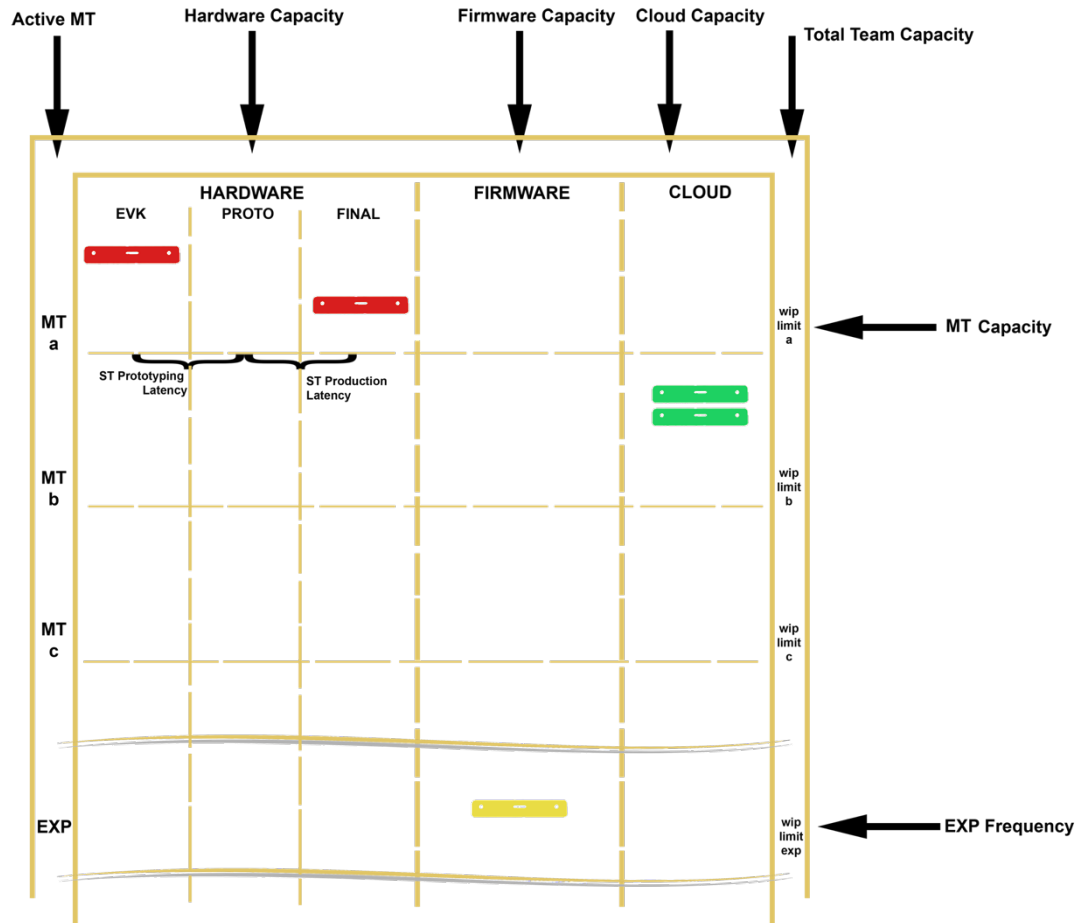 Active MT
Hardware Capacity
Firmware Capacity
Cloud Capacity
Total Team Capacity
HARDWARE
FIRMWARE
CLOUD
EVK
PROTO
FINAL
MT
a
wip
limit
a
MT Capacity
ST Prototyping
Latency
ST Production
Latency
MT
b
wip
limit
b
MT
c
wip
limit
c
EXP
wip
limit
exp
EXP Frequency